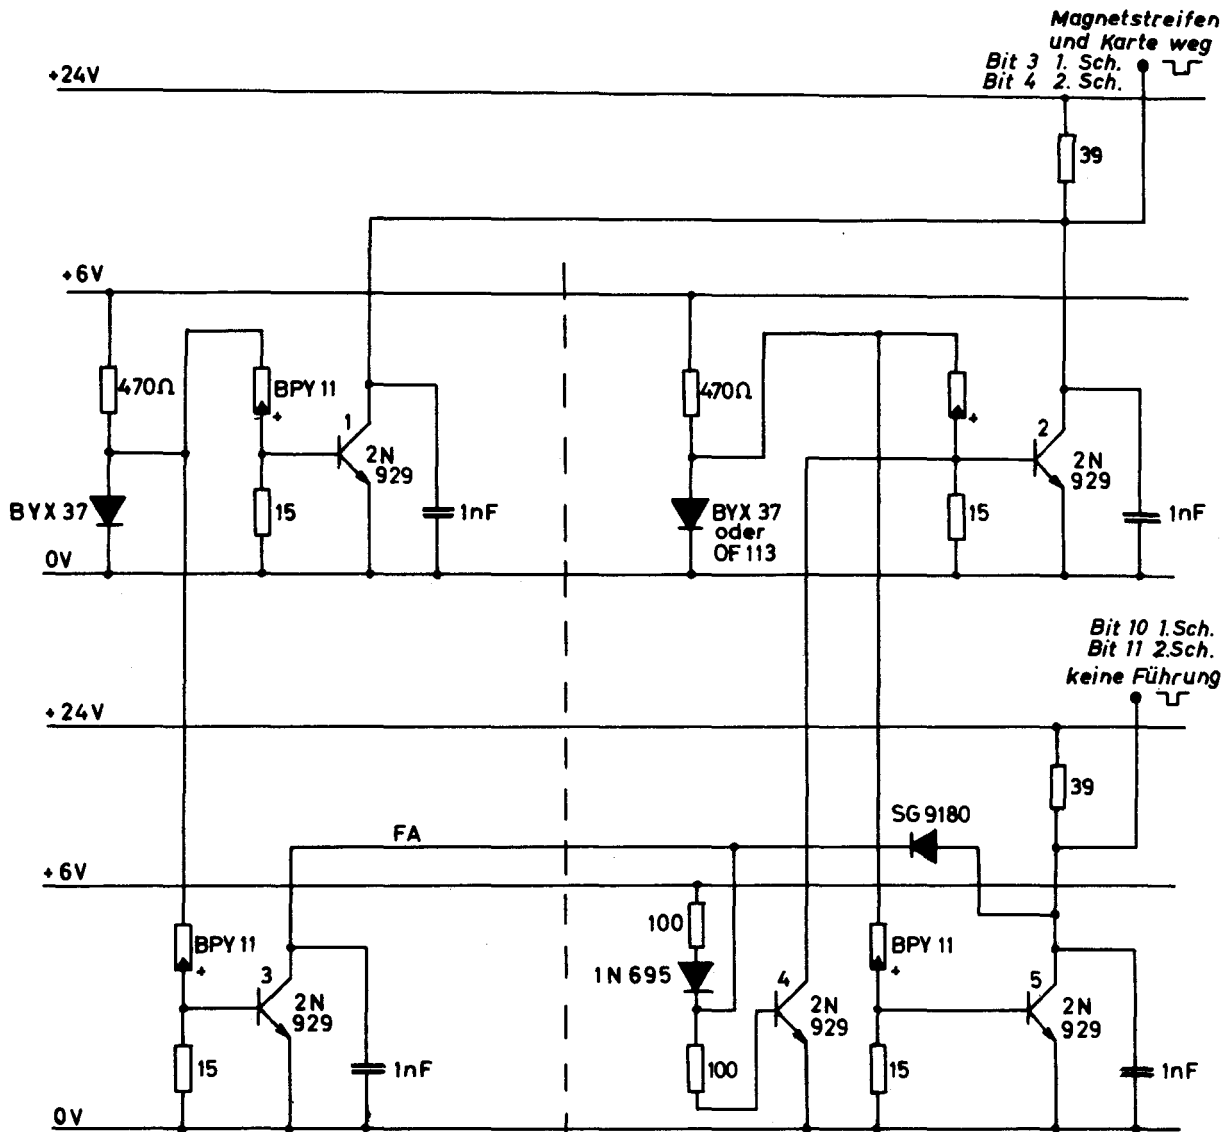 Magnetstreifen
und Karte weg
Bit 3 1. Sch.
Bit 4 2. Sch.
+24V
39
+6V
470Ω
BPY 11
+
1
2N
929
BYX 37
15
1nF
470Ω
+
2
2N
929
BYX 37
oder
OF 113
15
1nF
0V
Bit 10 1.Sch.
Bit 11 2.Sch.
keine Führung
+24V
39
SG 9180
FA
+6V
100
BPY 11
+
3
2N
929
1N 695
4
2N
929
BPY 11
+
5
2N
929
15
1nF
100
15
1nF
0V